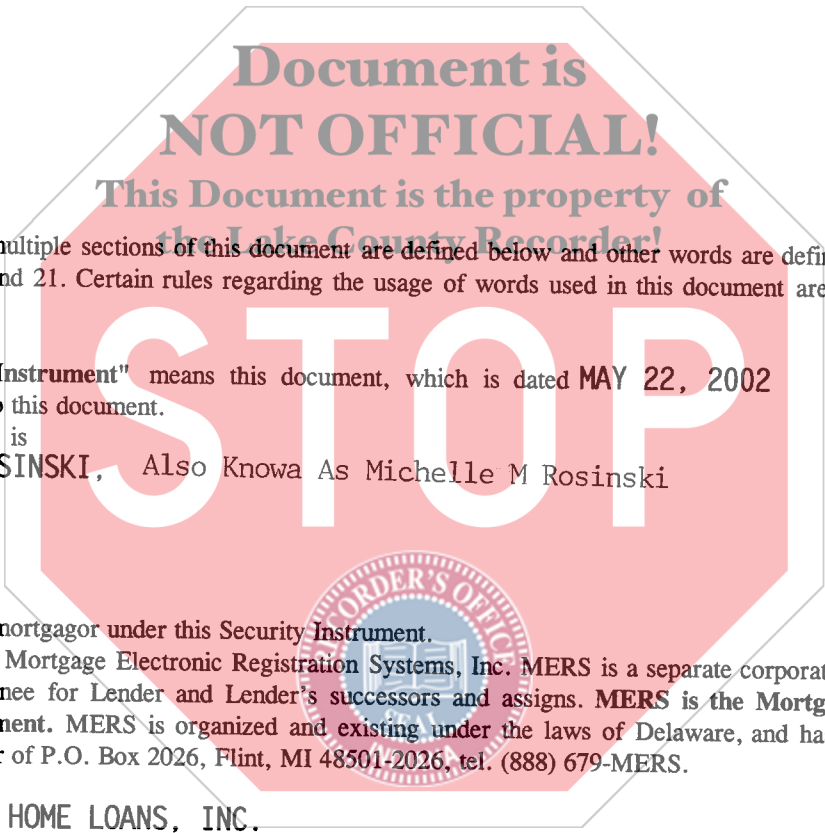 Document is
NOT OFFICIAL!
This Document is the property of
the Lake County Recorder!
multiple sections of this document are defined below and other words are defin
nd 21. Certain rules regarding the usage of words used in this document are
STOP
Instrument" means this document, which is dated MAY 22, 2002
this document.
is
SINSKI, Also Knowa As Michelle M Rosinski
mortgagor under this Security Instrument.
Mortgage Electronic Registration Systems, Inc. MERS is a separate corporat
nee for Lender and Lender's successors and assigns. MERS is the Mortg
ment. MERS is organized and existing under the laws of Delaware, and ha
r of P.O. Box 2026, Flint, MI 48501-2026, tel. (888) 679-MERS.
RECORDER'S OFFICE
SEAL
INDIANA
HOME LOANS, INC.